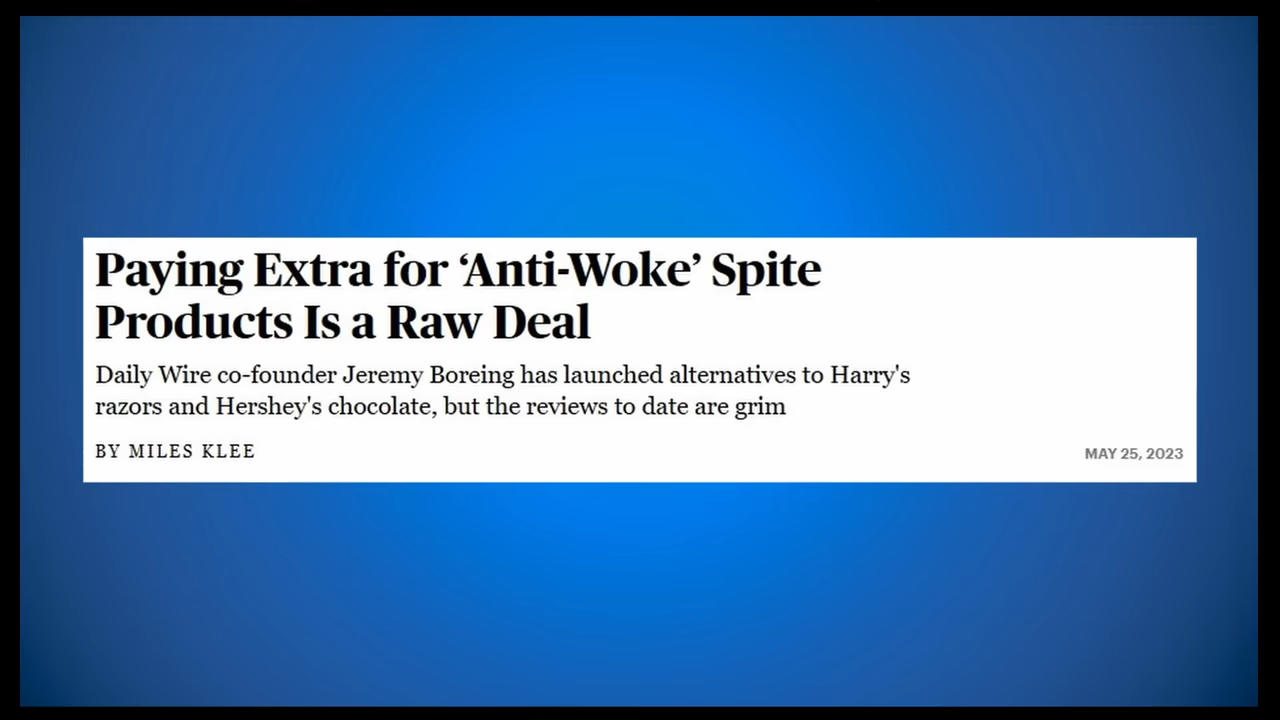 Paying Extra for ‘Anti-Woke’ Spite
Products Is a Raw Deal
Daily Wire co-founder Jeremy Boreing has launched alternatives to Harry's
razors and Hershey's chocolate, but the reviews to date are grim
BY MILES KLEE
MAY 25, 2023